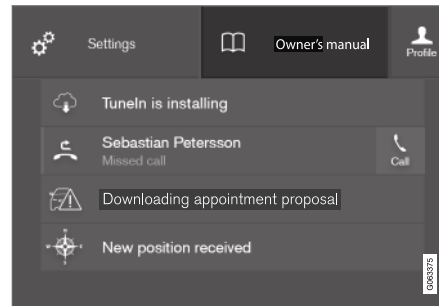 Settings
Owner's manual
Profile
TuneIn is installing
Sebastian Petersson
Missed call
Call
Downloading appointment proposal
New position received
G063375